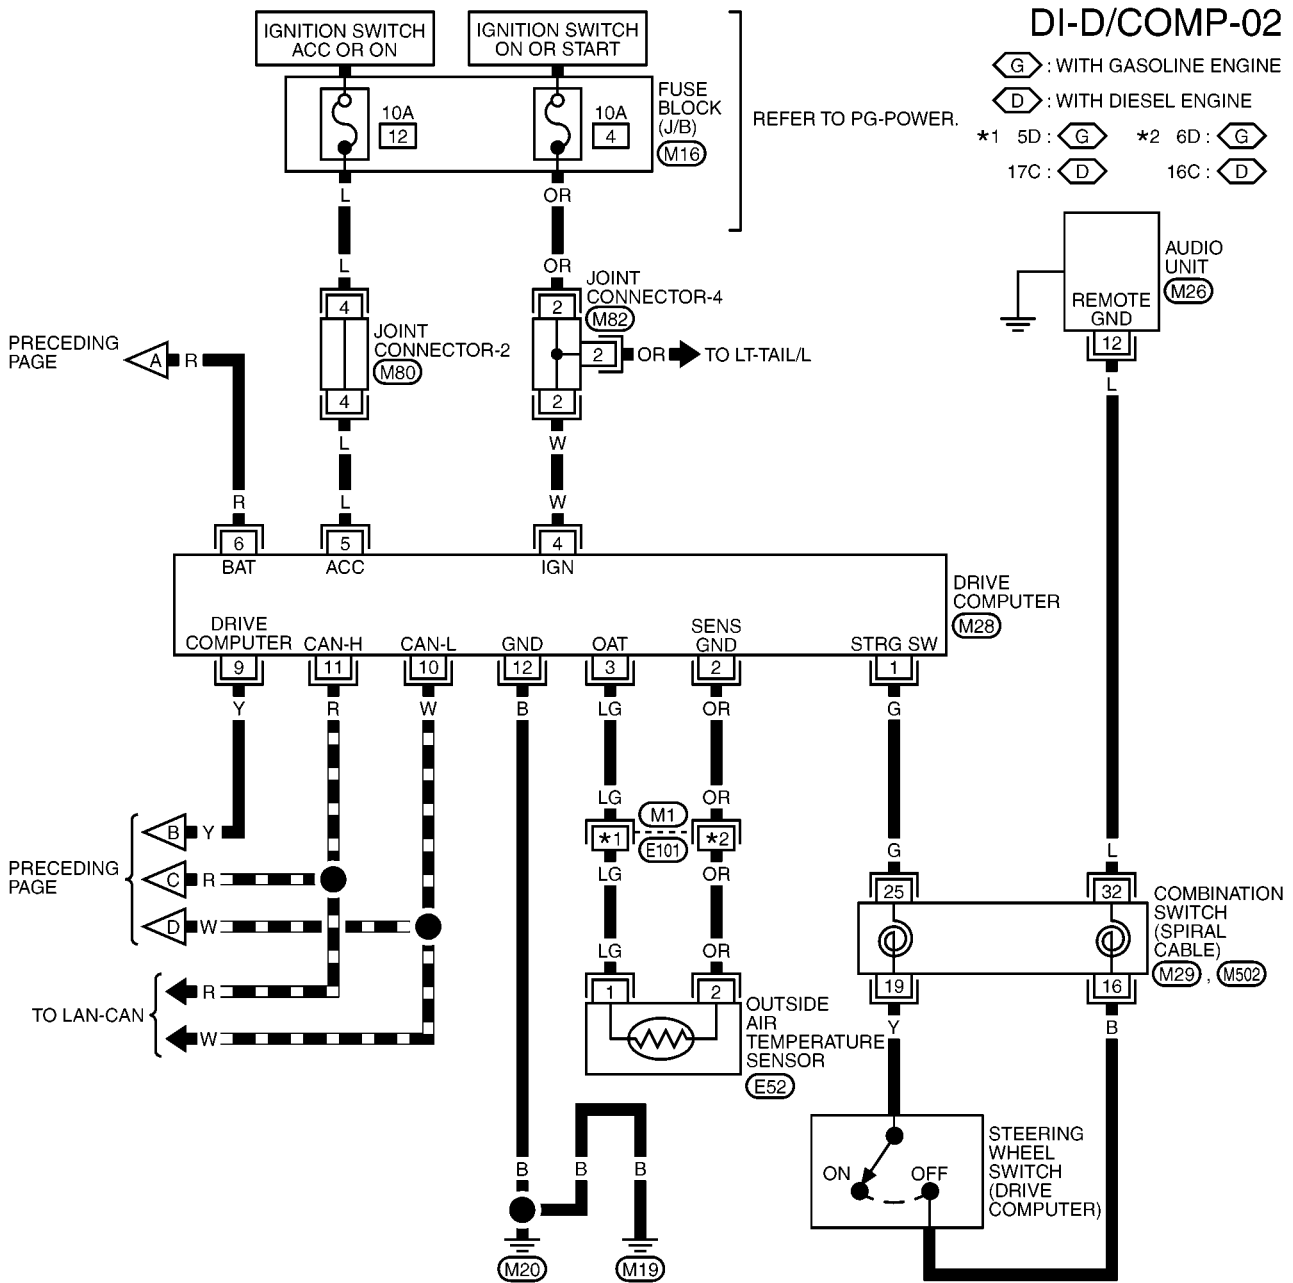 DI-D/COMP-02
IGNITION SWITCH
ACC OR ON
IGNITION SWITCH
ON OR START
G : WITH GASOLINE ENGINE
D : WITH DIESEL ENGINE
*1 5D : G
*2 6D : G
17C : D
16C : D
10A
12
10A
4
FUSE
BLOCK
(J/B)
M16
REFER TO PG-POWER.
L
OR
L
OR
4
2
JOINT
CONNECTOR-4
M82
JOINT
CONNECTOR-2
M80
2
OR
TO LT-TAIL/L
4
2
L
W
L
W
PRECEDING
PAGE
A
R
R
AUDIO
UNIT
M26
REMOTE
GND
12
L
6
5
4
BAT
ACC
IGN
DRIVE
COMPUTER
M28
DRIVE
COMPUTER
CAN-H
CAN-L
GND
OAT
SENS
GND
STRG SW
9
11
10
12
3
2
1
Y
R
W
B
LG
OR
G
LG
OR
M1
E101
*1
*2
LG
OR
LG
OR
PRECEDING
PAGE
B
Y
C
R
D
W
TO LAN-CAN
R
W
1
2
OUTSIDE
AIR
TEMPERATURE
SENSOR
E52
G
L
25
32
COMBINATION
SWITCH
(SPIRAL
CABLE)
M29 , M502
19
16
Y
B
STEERING
WHEEL
SWITCH
(DRIVE
COMPUTER)
ON
OFF
B
B
B
M20
M19